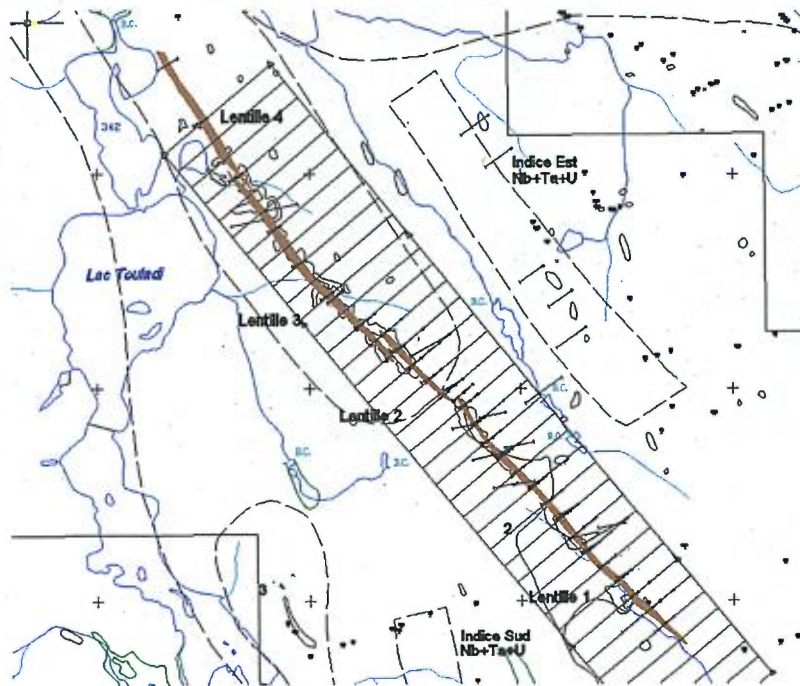 B.C.
Lentille 4
342
Indice Est
Nb+Ta+U
Lac Touladi
B.C.
Lentille 3
Lentille 2
B.C.
B.C.
B.C.
B.C.
2
Lentille 1
3
Indice Sud
Nb+Ta+U